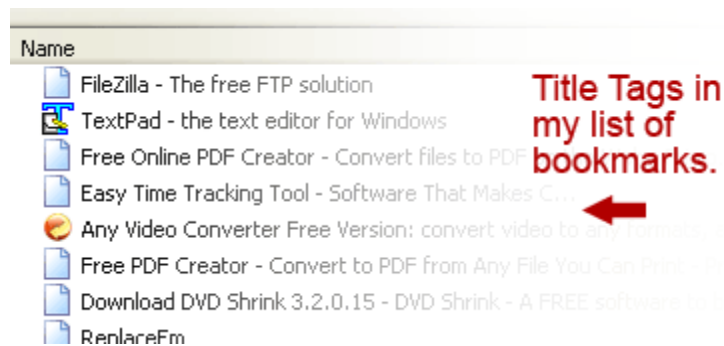 Name
FileZilla - The free FTP solution
TextPad - the text editor for Windows
Free Online PDF Creator - Convert files to PDF
Easy Time Tracking Tool - Software That Makes C...
Any Video Converter Free Version: convert video to any formats,
Free PDF Creator - Convert to PDF from Any File You Can Print -
Download DVD Shrink 3.2.0.15 - DVD Shrink - A FREE software to
ReplaceEm
Title Tags in
my list of
bookmarks.